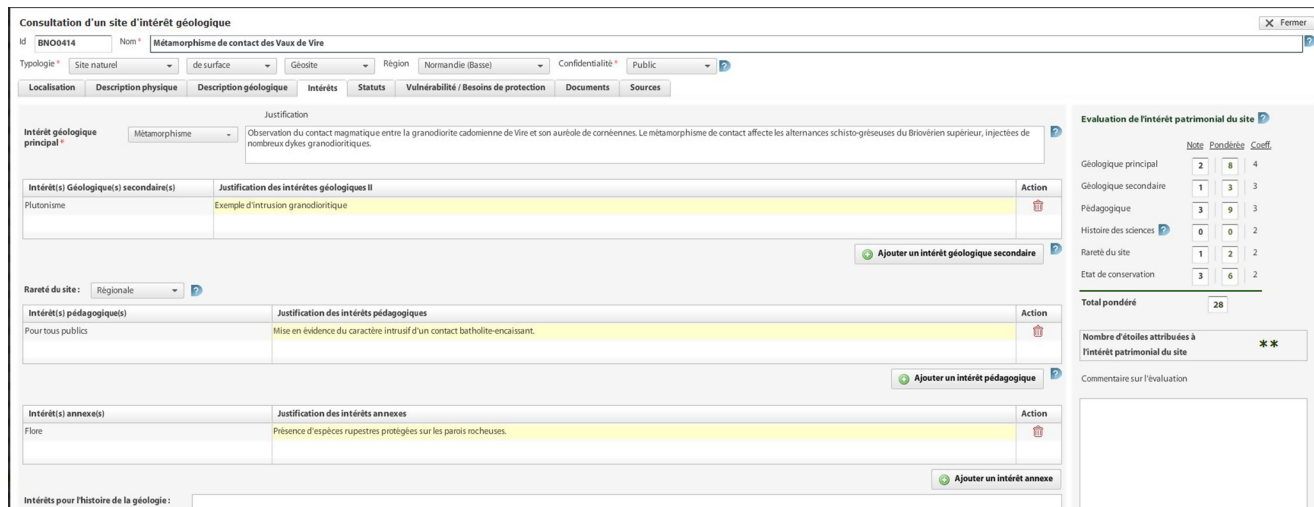 Consultation d'un site d'intérêt géologique
Fermer
Id BNO0414 Nom * Métamorphisme de contact des Vaux de Vire ?
Typologie * Site naturel de surface Géosite Région Normandie (Basse) Confidentialité * Public ?
Localisation Description physique Description géologique Intérêts Statuts Vulnérabilité / Besoins de protection Documents Sources
Justification
Intérêt géologique
principal *
Métamorphisme
Observation du contact magmatique entre la granodiorite cadomienne de Vire et son auréole de cornéennes. Le métamorphisme de contact affecte les alternances schisto-gréseuses du Briovérien supérieur, injectées de
nombreux dykes granodioritiques.
?
Intérêt(s) Géologique(s) secondaire(s) Justification des intérêtes géologiques II Action
Plutonisme Exemple d'intrusion granodioritique
Ajouter un intérêt géologique secondaire ?
Rareté du site : Régionale ?
Intérêt(s) pédagogique(s) Justification des intérêts pédagogiques Action
Pour tous publics Mise en évidence du caractère intrusif d'un contact batholite-encaissant.
Ajouter un intérêt pédagogique ?
Intérêt(s) annexe(s) Justification des intérêts annexes Action
Flore Présence d'espèces rupestres protégées sur les parois rocheuses.
Ajouter un intérêt annexe
Intérêts pour l'histoire de la géologie :
Evaluation de l'intérêt patrimonial du site ?
Note Pondérée Coeff.
Géologique principal 2 8 4
Géologique secondaire 1 3 3
Pédagogique 3 9 3
Histoire des sciences ? 0 0 2
Rareté du site 1 2 2
Etat de conservation 3 6 2
Total pondéré 28
Nombre d'étoiles attribuées à
l'intérêt patrimonial du site
**
Commentaire sur l'évaluation